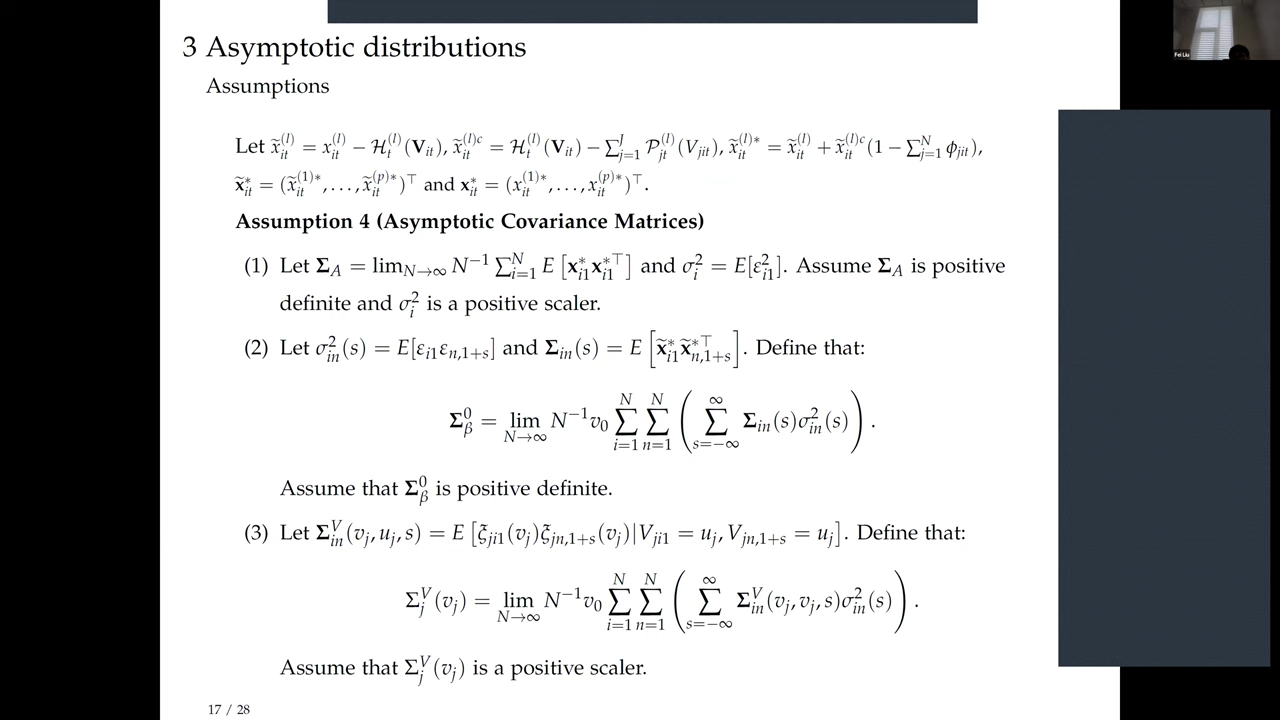 3 Asymptotic distributions
Fei Liu
Assumptions
Let x̃_{it}^{(l)} = x_{it}^{(l)} − ℋ_t^{(l)}(𝐕_{it}), x̃_{it}^{(l)c} = ℋ_t^{(l)}(𝐕_{it}) − ∑_{j=1}^{J} 𝒫_{jt}^{(l)}(V_{jit}), x̃_{it}^{(l)*} = x̃_{it}^{(l)} + x̃_{it}^{(l)c}(1 − ∑_{j=1}^{N} ϕ_{jit}),
𝐱̃_{it}^{*} = (x̃_{it}^{(1)*}, . . . , x̃_{it}^{(p)*})^⊤ and 𝐱_{it}^{*} = (x_{it}^{(1)*}, . . . , x_{it}^{(p)*})^⊤.
Assumption 4 (Asymptotic Covariance Matrices)
(1) Let 𝚺_A = lim_{N→∞} N^{−1} ∑_{i=1}^{N} E [𝐱_{i1}^{*}𝐱_{i1}^{*⊤}] and σ_i^2 = E[ε_{i1}^2]. Assume 𝚺_A is positive
definite and σ_i^2 is a positive scaler.
(2) Let σ_{in}^2(s) = E[ε_{i1}ε_{n,1+s}] and 𝚺_{in}(s) = E [𝐱̃_{i1}^{*}𝐱̃_{n,1+s}^{*⊤}]. Define that:
𝚺_β^0 = lim_{N→∞} N^{−1}v_0 ∑_{i=1}^{N} ∑_{n=1}^{N} (∑_{s=−∞}^{∞} 𝚺_{in}(s)σ_{in}^2(s)).
Assume that 𝚺_β^0 is positive definite.
(3) Let 𝚺_{in}^V(v_j, u_j, s) = E [ξ_{ji1}(v_j)ξ_{jn,1+s}(v_j)|V_{ji1} = u_j, V_{jn,1+s} = u_j]. Define that:
Σ_j^V(v_j) = lim_{N→∞} N^{−1}v_0 ∑_{i=1}^{N} ∑_{n=1}^{N} (∑_{s=−∞}^{∞} 𝚺_{in}^V(v_j, v_j, s)σ_{in}^2(s)).
Assume that Σ_j^V(v_j) is a positive scaler.
17 / 28